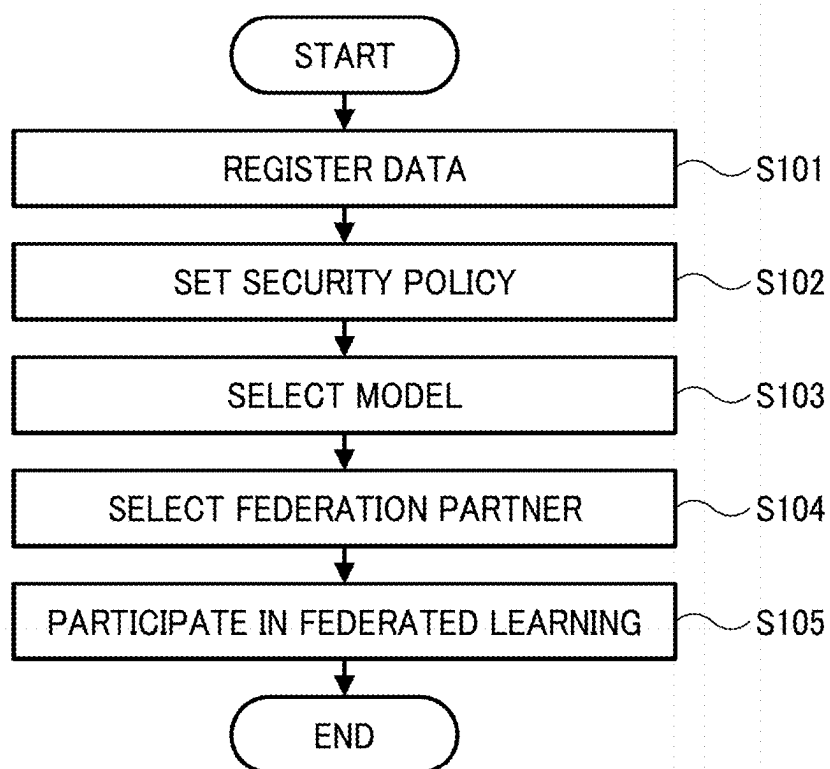 START
REGISTER DATA
S101
SET SECURITY POLICY
S102
SELECT MODEL
S103
SELECT FEDERATION PARTNER
S104
PARTICIPATE IN FEDERATED LEARNING
S105
END